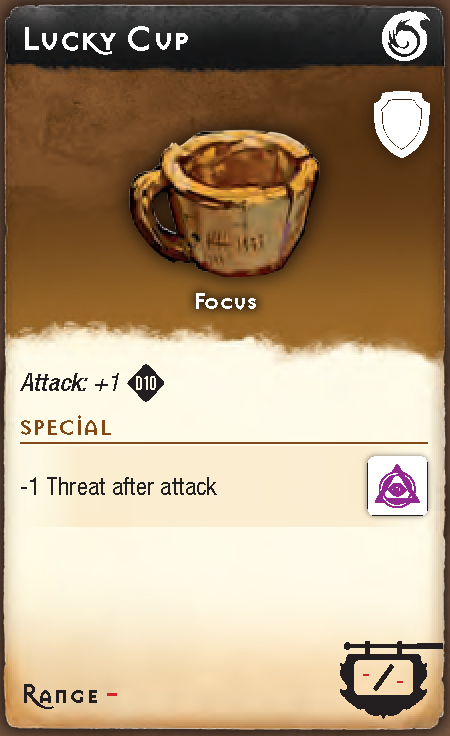 Lucky Cup
Focus
Attack: +1 D10
SPECIAL
-1 Threat after attack
Range -
- / -